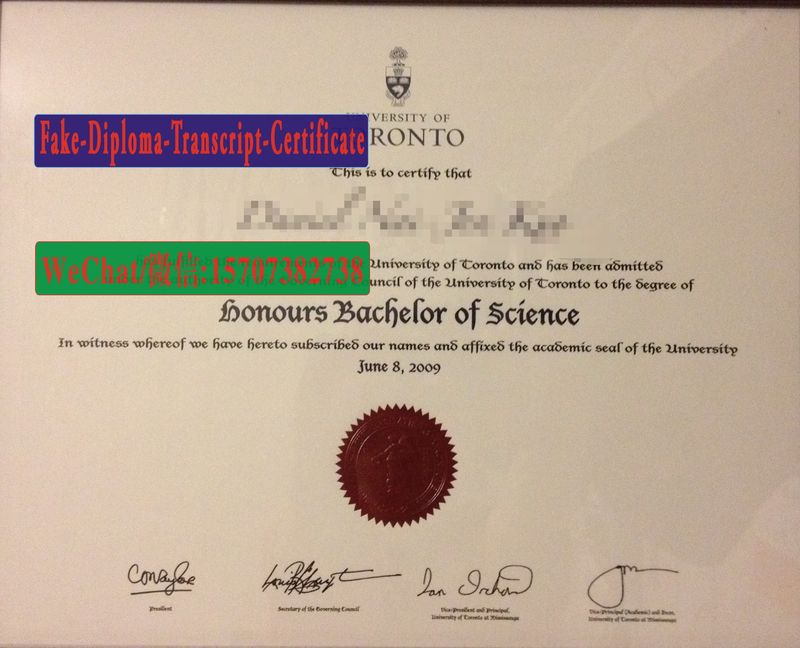 UNIVERSITY OF
RONTO
Fake-Diploma-Transcript-Certificate
This is to certify that
WeChat/微信:15707382738
University of Toronto and has been admitted
uncil of the University of Toronto to the degree of
Honours Bachelor of Science
In witness whereof we have hereto subscribed our names and affixed the academic seal of the University
June 8, 2009
President
Secretary of the Governing Council
Vice-President and Principal,
University of Toronto at Mississauga
Vice-Principal (Academic) and Dean,
University of Toronto at Mississauga